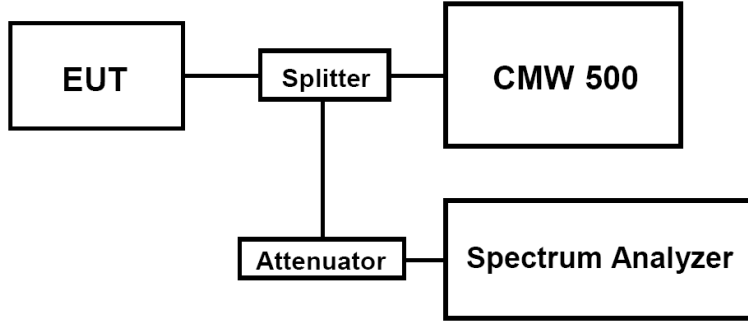 EUT
Splitter
CMW 500
Attenuator
Spectrum Analyzer